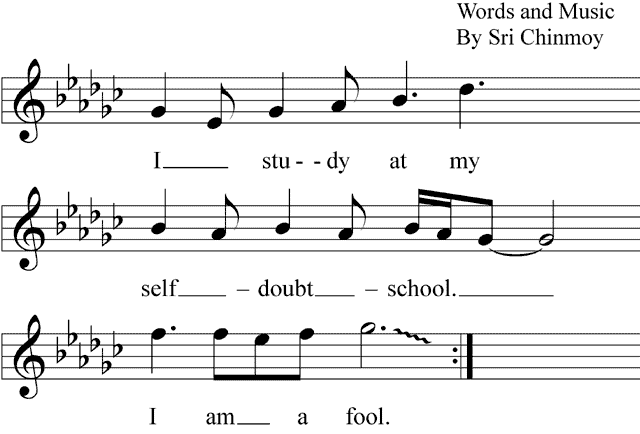 Words and Music
By Sri Chinmoy
I____ stu - - dy at my
self____ – doubt____ – school.________
I am___ a fool.